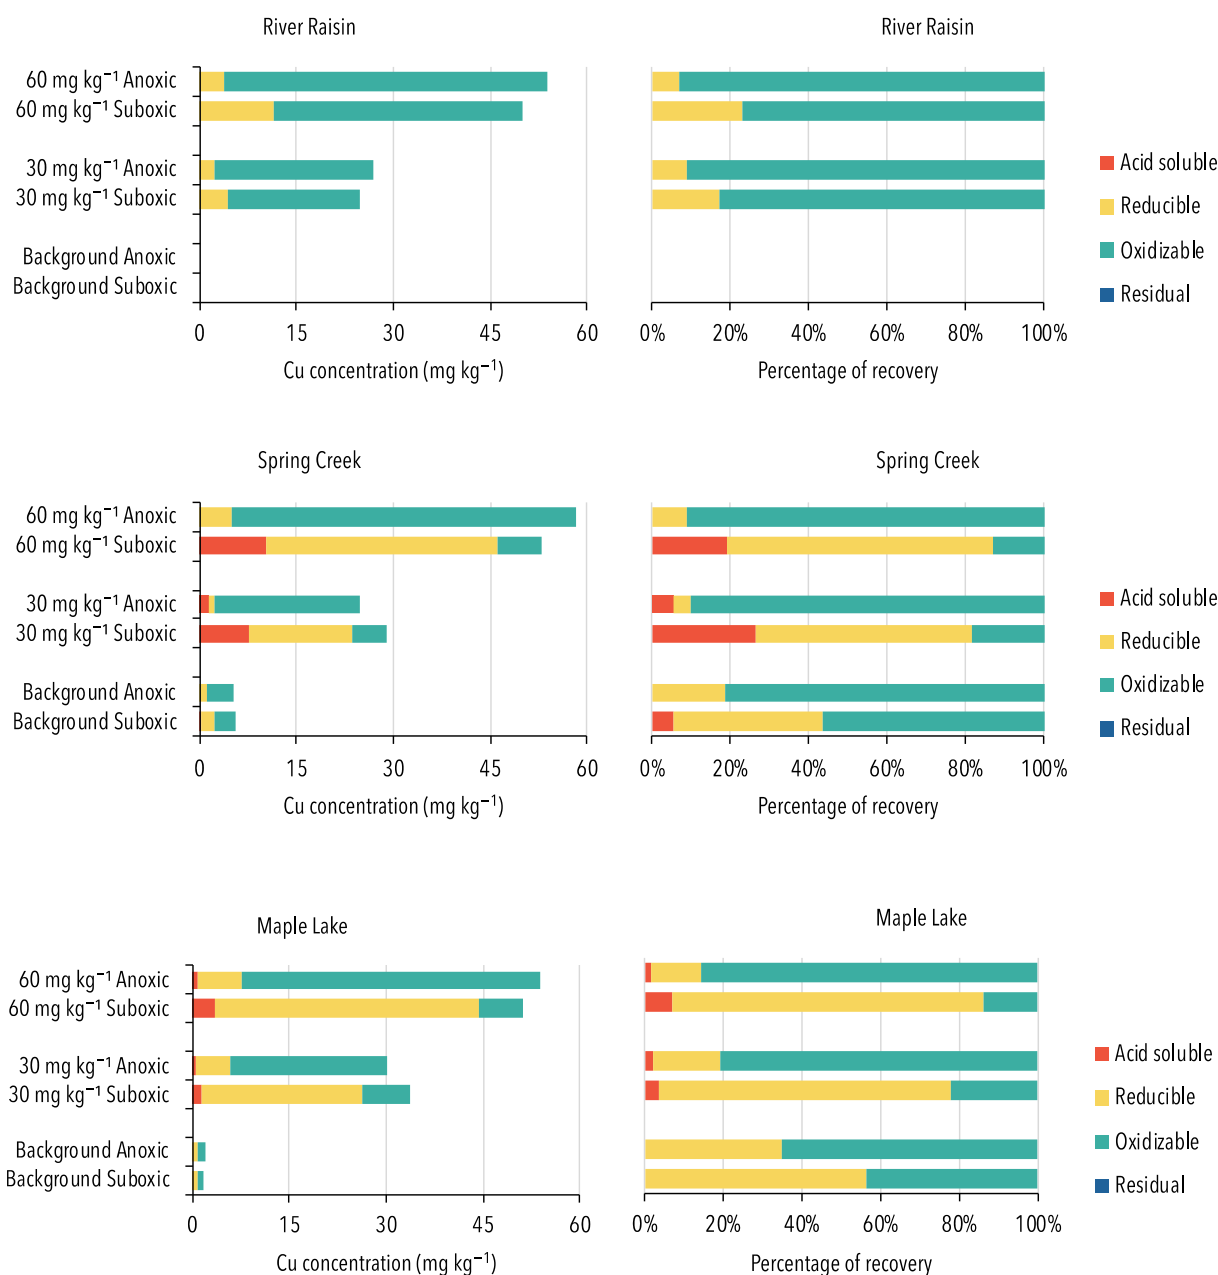 River Raisin
River Raisin
60 mg kg⁻¹ Anoxic
60 mg kg⁻¹ Suboxic
30 mg kg⁻¹ Anoxic
30 mg kg⁻¹ Suboxic
Background Anoxic
Background Suboxic
0 15 30 45 60
Cu concentration (mg kg⁻¹)
0% 20% 40% 60% 80% 100%
Percentage of recovery
Acid soluble
Reducible
Oxidizable
Residual
Spring Creek
Spring Creek
60 mg kg⁻¹ Anoxic
60 mg kg⁻¹ Suboxic
30 mg kg⁻¹ Anoxic
30 mg kg⁻¹ Suboxic
Background Anoxic
Background Suboxic
0 15 30 45 60
Cu concentration (mg kg⁻¹)
0% 20% 40% 60% 80% 100%
Percentage of recovery
Acid soluble
Reducible
Oxidizable
Residual
Maple Lake
Maple Lake
60 mg kg⁻¹ Anoxic
60 mg kg⁻¹ Suboxic
30 mg kg⁻¹ Anoxic
30 mg kg⁻¹ Suboxic
Background Anoxic
Background Suboxic
0 15 30 45 60
Cu concentration (mg kg⁻¹)
0% 20% 40% 60% 80% 100%
Percentage of recovery
Acid soluble
Reducible
Oxidizable
Residual